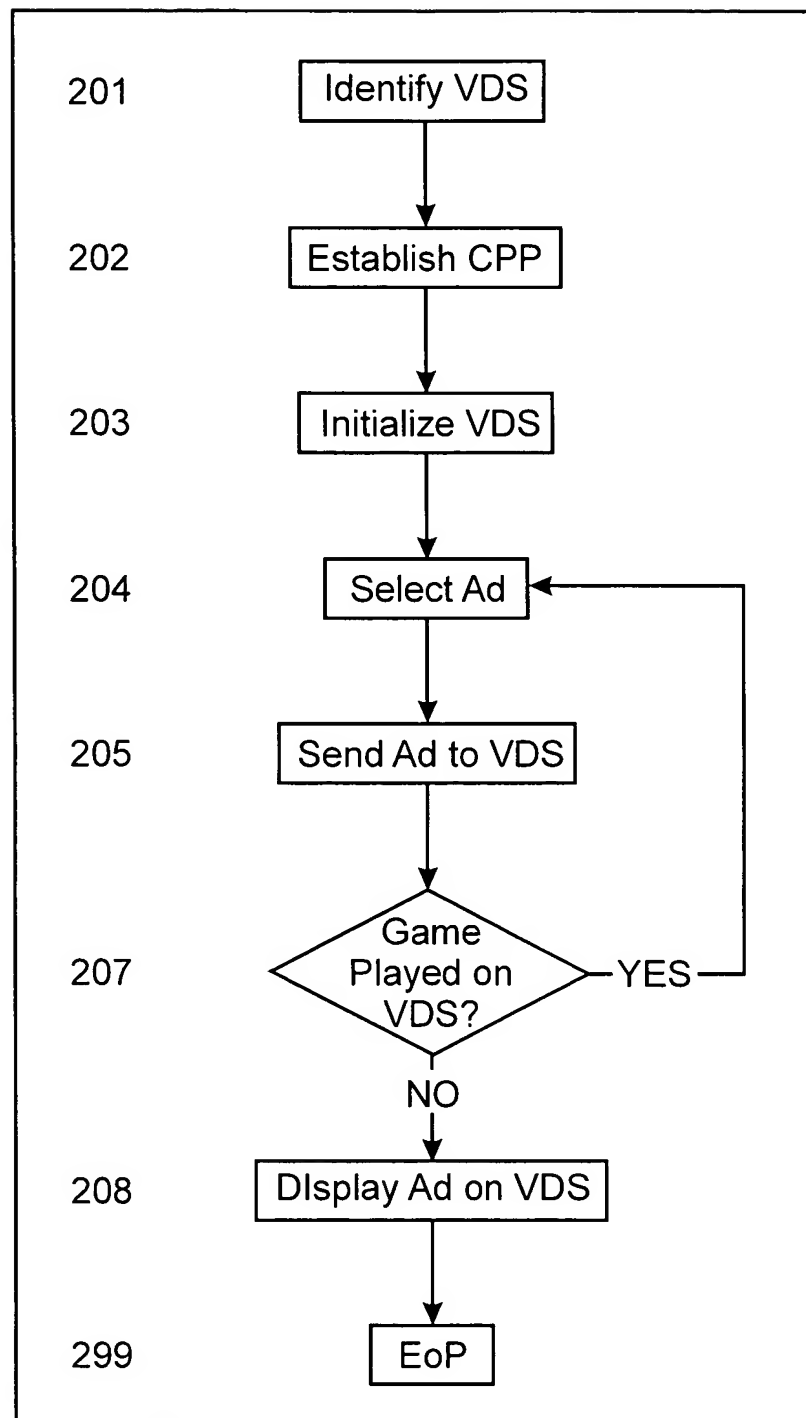 201 Identify VDS
202 Establish CPP
203 Initialize VDS
204 Select Ad
205 Send Ad to VDS
207 Game
Played on
VDS?
YES
NO
208 DIsplay Ad on VDS
299 EoP